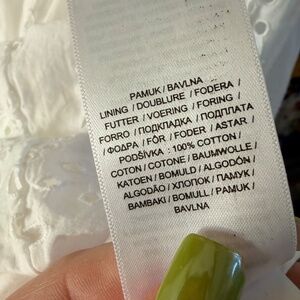 PAMUK / BAVLNA
LINING / DOUBLURE / FODERA /
FUTTER / VOERING / FORING /
FORRO / ПОДКЛАДКА / ПОДПЛАТА
/ ФОДРА / FÓR / FODER / ASTAR /
PODŠÍVKA : 100% COTTON /
COTON / COTONE / BAUMWOLLE /
KATOEN / BOMULD / ALGODÓN /
ALGODÃO / ХЛОПОК / ПАМУК /
BAMBAKI / BOMULL / PAMUK /
BAVLNA